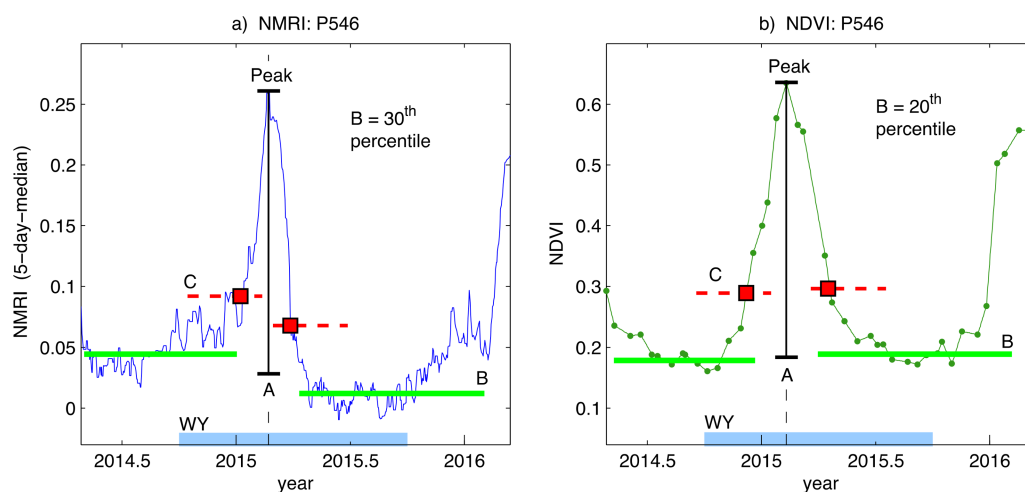 a) NMRI: P546
Peak
B = 30th
percentile
0.25
0.2
0.15
0.1
0.05
0
NMRI (5−day−median)
C
A
B
WY
2014.5
2015
2015.5
2016
year
b) NDVI: P546
Peak
B = 20th
percentile
0.6
0.5
0.4
0.3
0.2
0.1
NDVI
C
A
B
WY
2014.5
2015
2015.5
2016
year